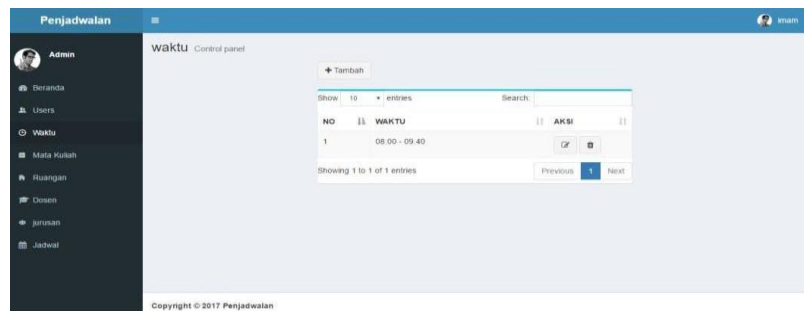 Penjadwalan
imam
Admin
Beranda
Users
Waktu
Mata Kuliah
Ruangan
Dosen
jurusan
Jadwal
waktu Control panel
+ Tambah
Show 10 entries Search:
NO WAKTU AKSI
1 08:00 - 09.40
Showing 1 to 1 of 1 entries Previous 1 Next
Copyright © 2017 Penjadwalan